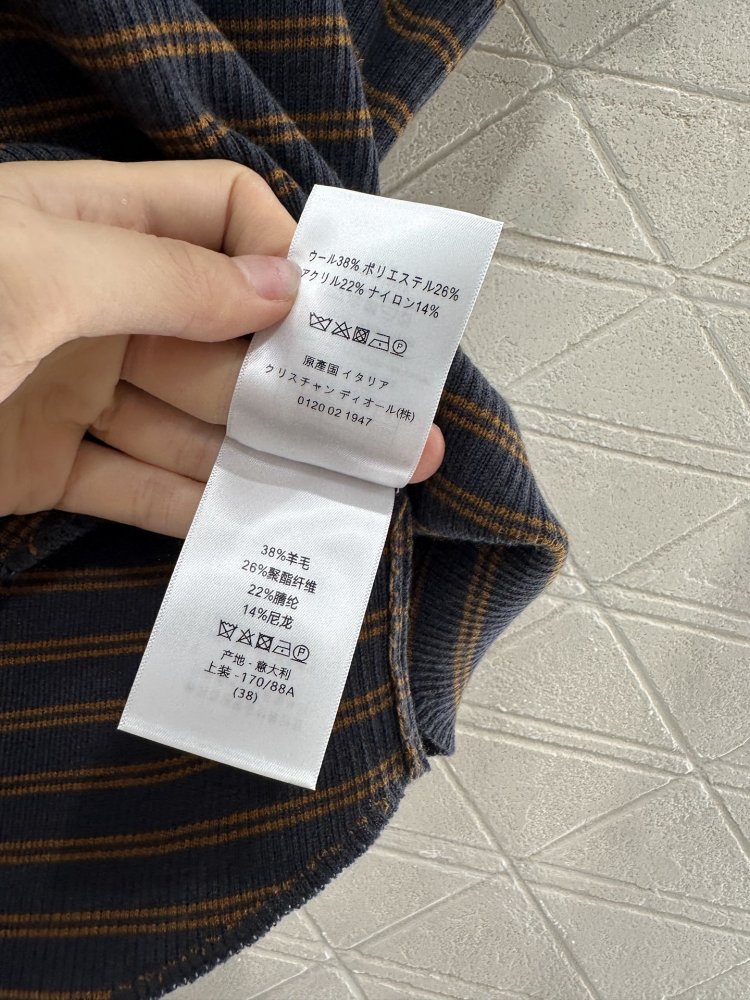 ウール38% ポリエステル26%
アクリル22% ナイロン14%
P
原産国 イタリア
クリスチャン ディオール(株)
0120 02 1947
38%羊毛
26%聚酯纤维
22%腈纶
14%尼龙
P
产地 - 意大利
上装 -170/88A
(38)